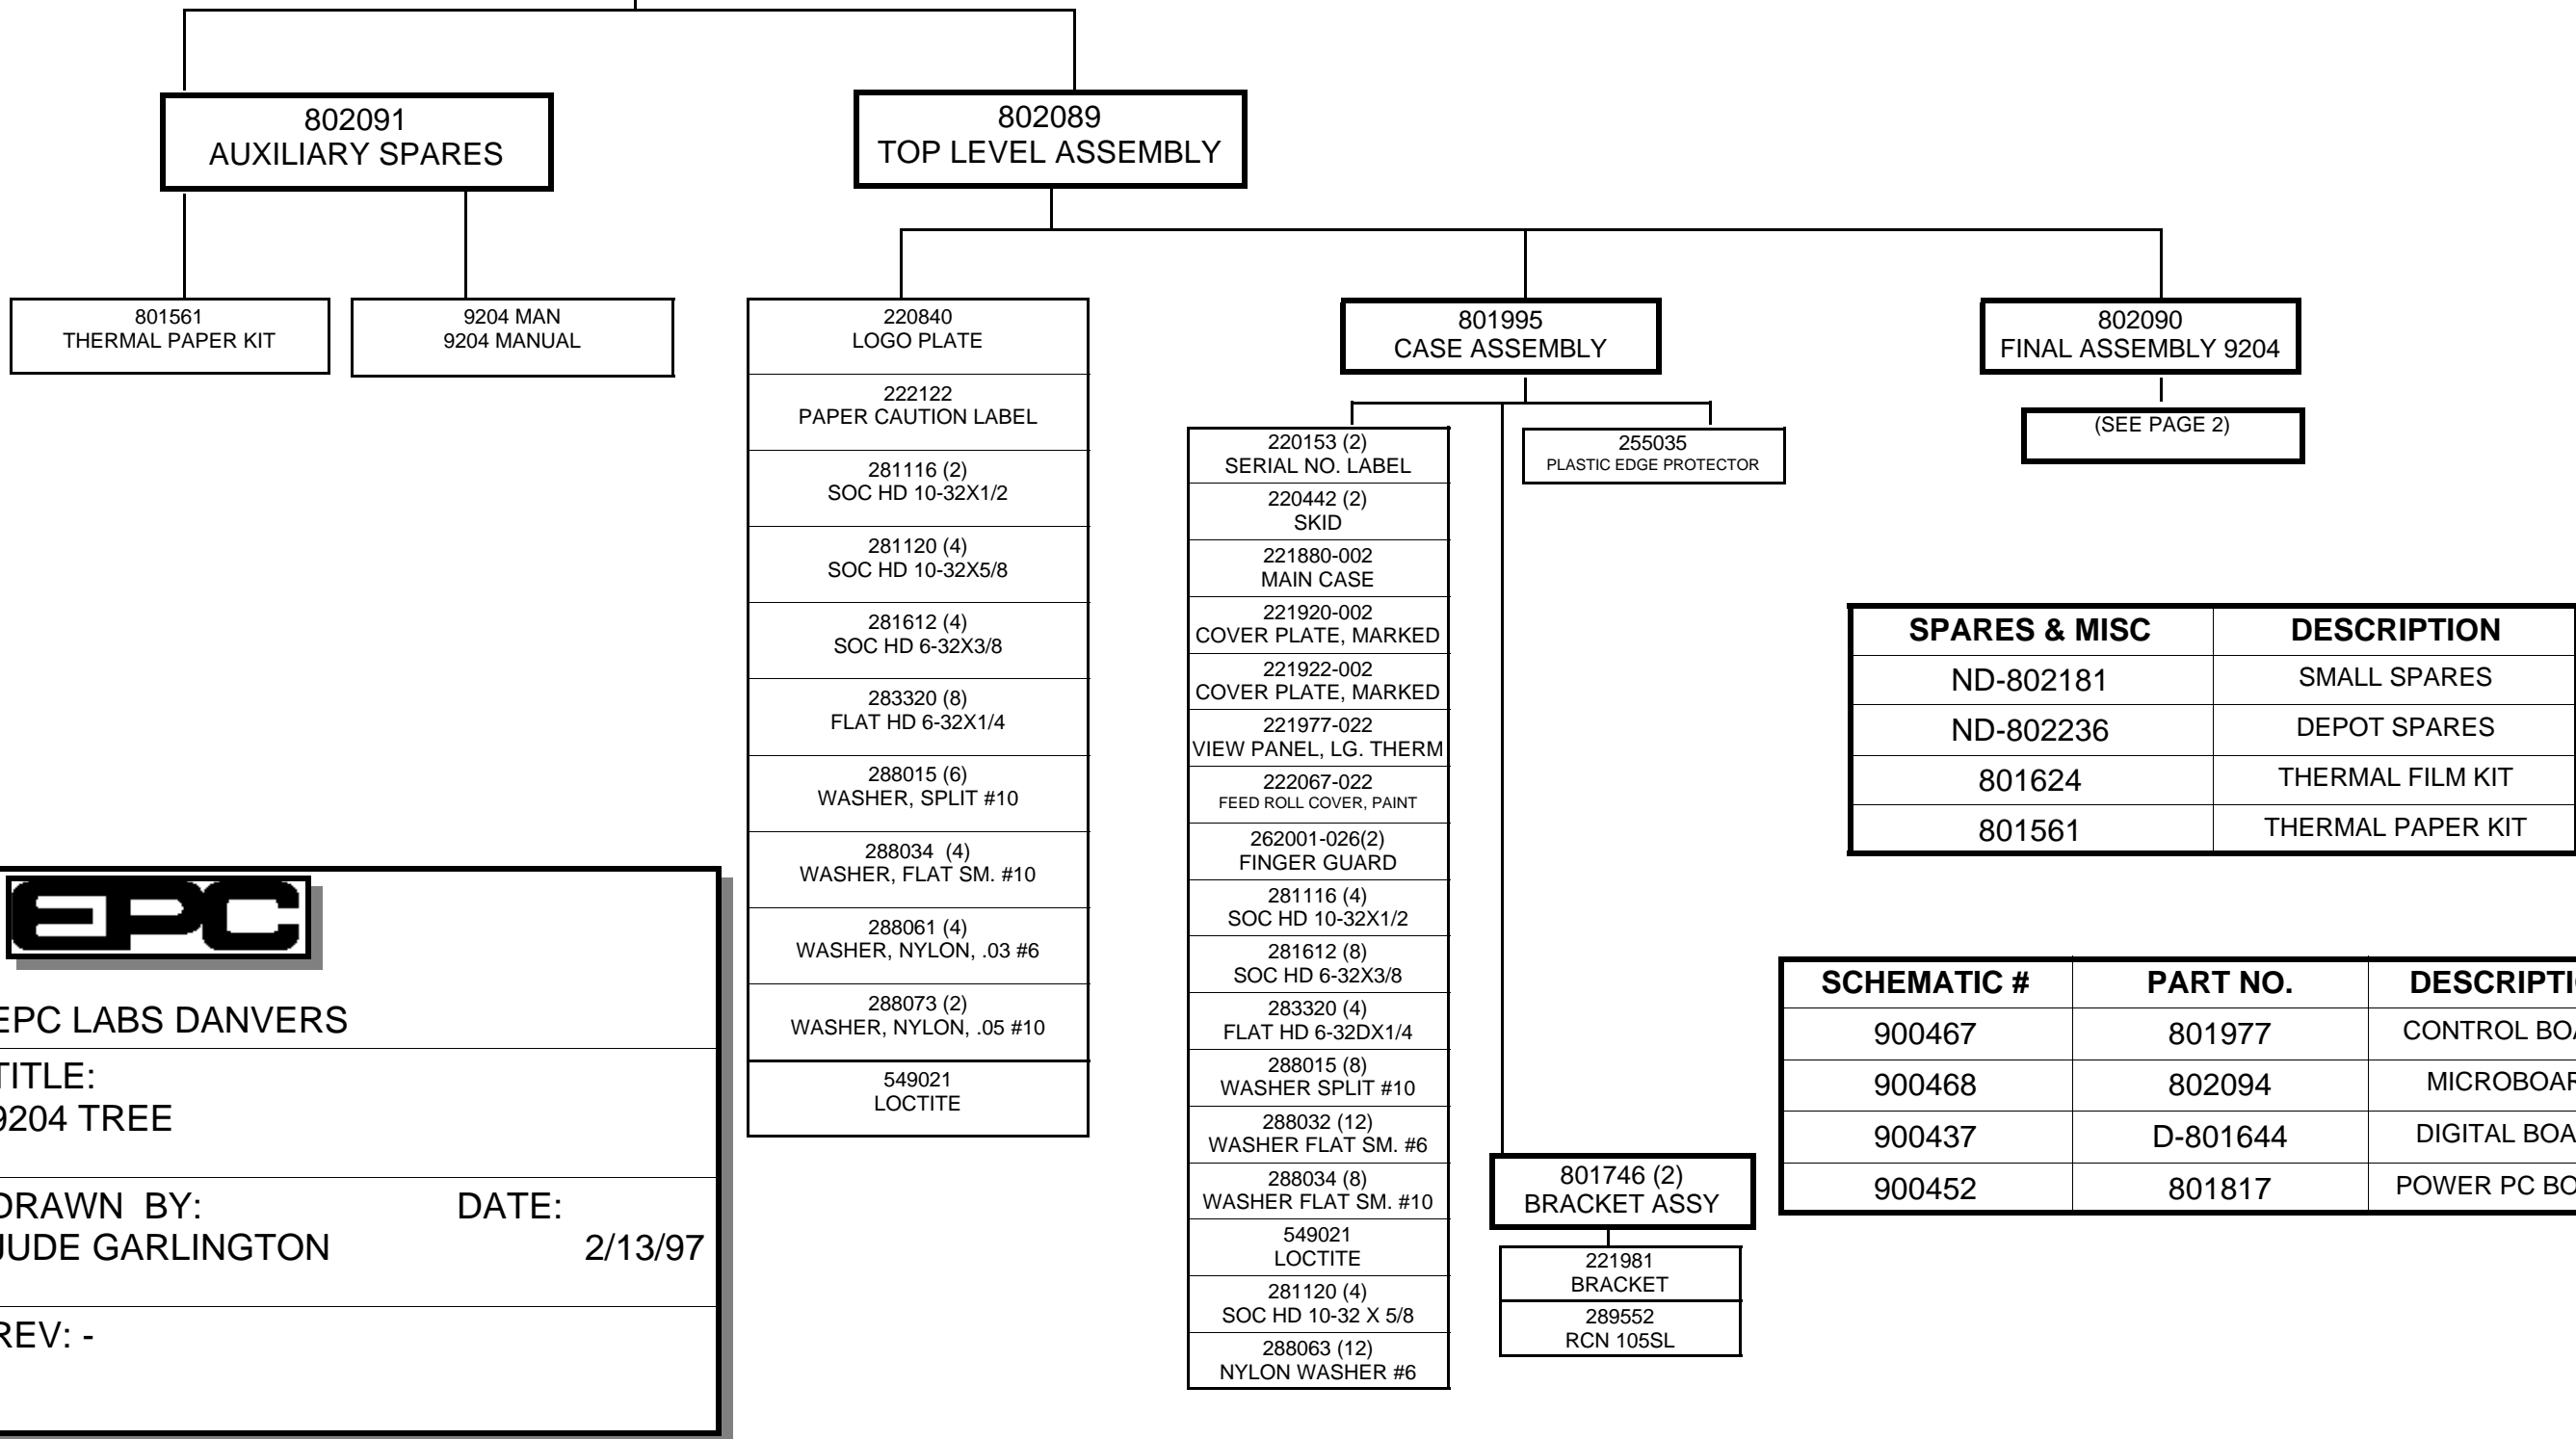 802091
AUXILIARY SPARES
802089
TOP LEVEL ASSEMBLY
801561
THERMAL PAPER KIT
9204 MAN
9204 MANUAL
220840
LOGO PLATE
222122
PAPER CAUTION LABEL
281116 (2)
SOC HD 10-32X1/2
281120 (4)
SOC HD 10-32X5/8
281612 (4)
SOC HD 6-32X3/8
283320 (8)
FLAT HD 6-32X1/4
288015 (6)
WASHER, SPLIT #10
288034 (4)
WASHER, FLAT SM. #10
288061 (4)
WASHER, NYLON, .03 #6
288073 (2)
WASHER, NYLON, .05 #10
549021
LOCTITE
801995
CASE ASSEMBLY
220153 (2)
SERIAL NO. LABEL
220442 (2)
SKID
221880-002
MAIN CASE
221920-002
COVER PLATE, MARKED
221922-002
COVER PLATE, MARKED
221977-022
VIEW PANEL, LG. THERM
222067-022
FEED ROLL COVER, PAINT
262001-026(2)
FINGER GUARD
281116 (4)
SOC HD 10-32X1/2
281612 (8)
SOC HD 6-32X3/8
283320 (4)
FLAT HD 6-32DX1/4
288015 (8)
WASHER SPLIT #10
288032 (12)
WASHER FLAT SM. #6
288034 (8)
WASHER FLAT SM. #10
549021
LOCTITE
281120 (4)
SOC HD 10-32 X 5/8
288063 (12)
NYLON WASHER #6
255035
PLASTIC EDGE PROTECTOR
801746 (2)
BRACKET ASSY
221981
BRACKET
289552
RCN 105SL
802090
FINAL ASSEMBLY 9204
(SEE PAGE 2)
SPARES & MISC DESCRIPTION
ND-802181 SMALL SPARES
ND-802236 DEPOT SPARES
801624 THERMAL FILM KIT
801561 THERMAL PAPER KIT
SCHEMATIC # PART NO. DESCRIPTI
900467 801977 CONTROL BOA
900468 802094 MICROBOAR
900437 D-801644 DIGITAL BOA
900452 801817 POWER PC BO
EPC
EPC LABS DANVERS
TITLE:
9204 TREE
DRAWN BY: DATE:
JUDE GARLINGTON 2/13/97
REV: -